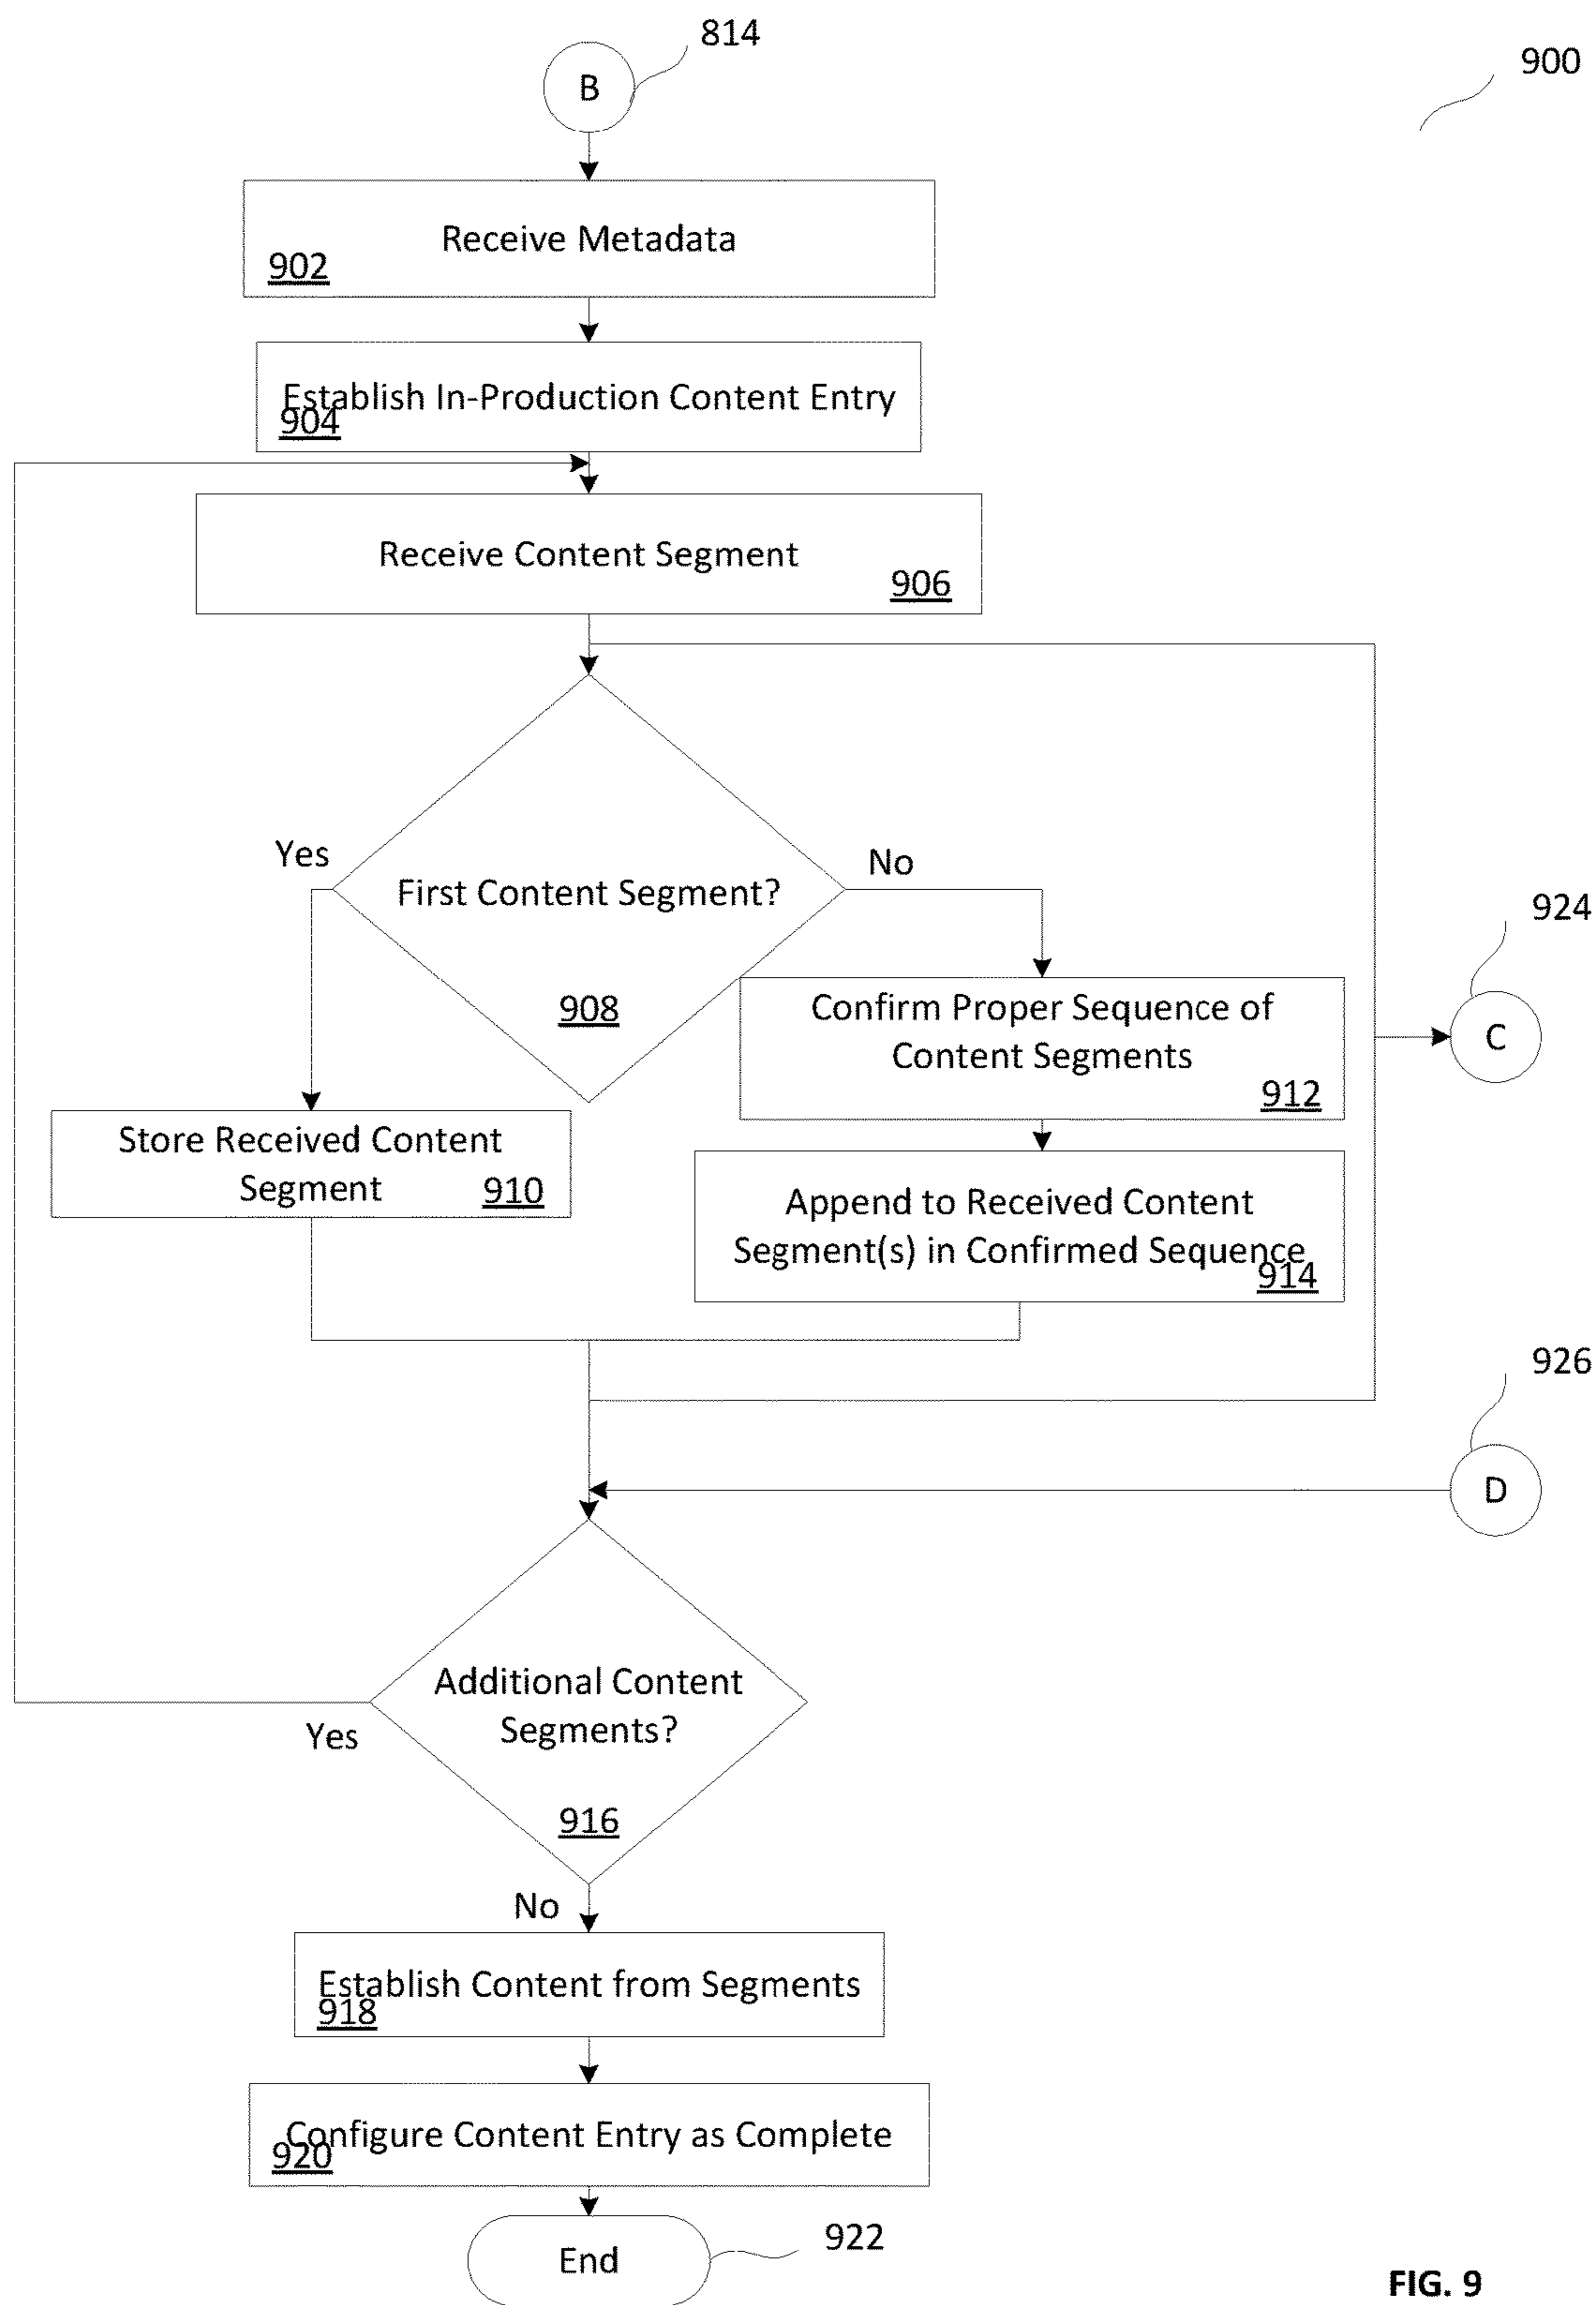 814
B
900
Receive Metadata
902
Establish In-Production Content Entry
904
Receive Content Segment
906
Yes
No
First Content Segment?
908
924
C
Confirm Proper Sequence of
Content Segments
912
Store Received Content
Segment
910
Append to Received Content
Segment(s) in Confirmed Sequence
914
926
D
Additional Content
Segments?
Yes
916
No
Establish Content from Segments
918
Configure Content Entry as Complete
920
End
922
FIG. 9